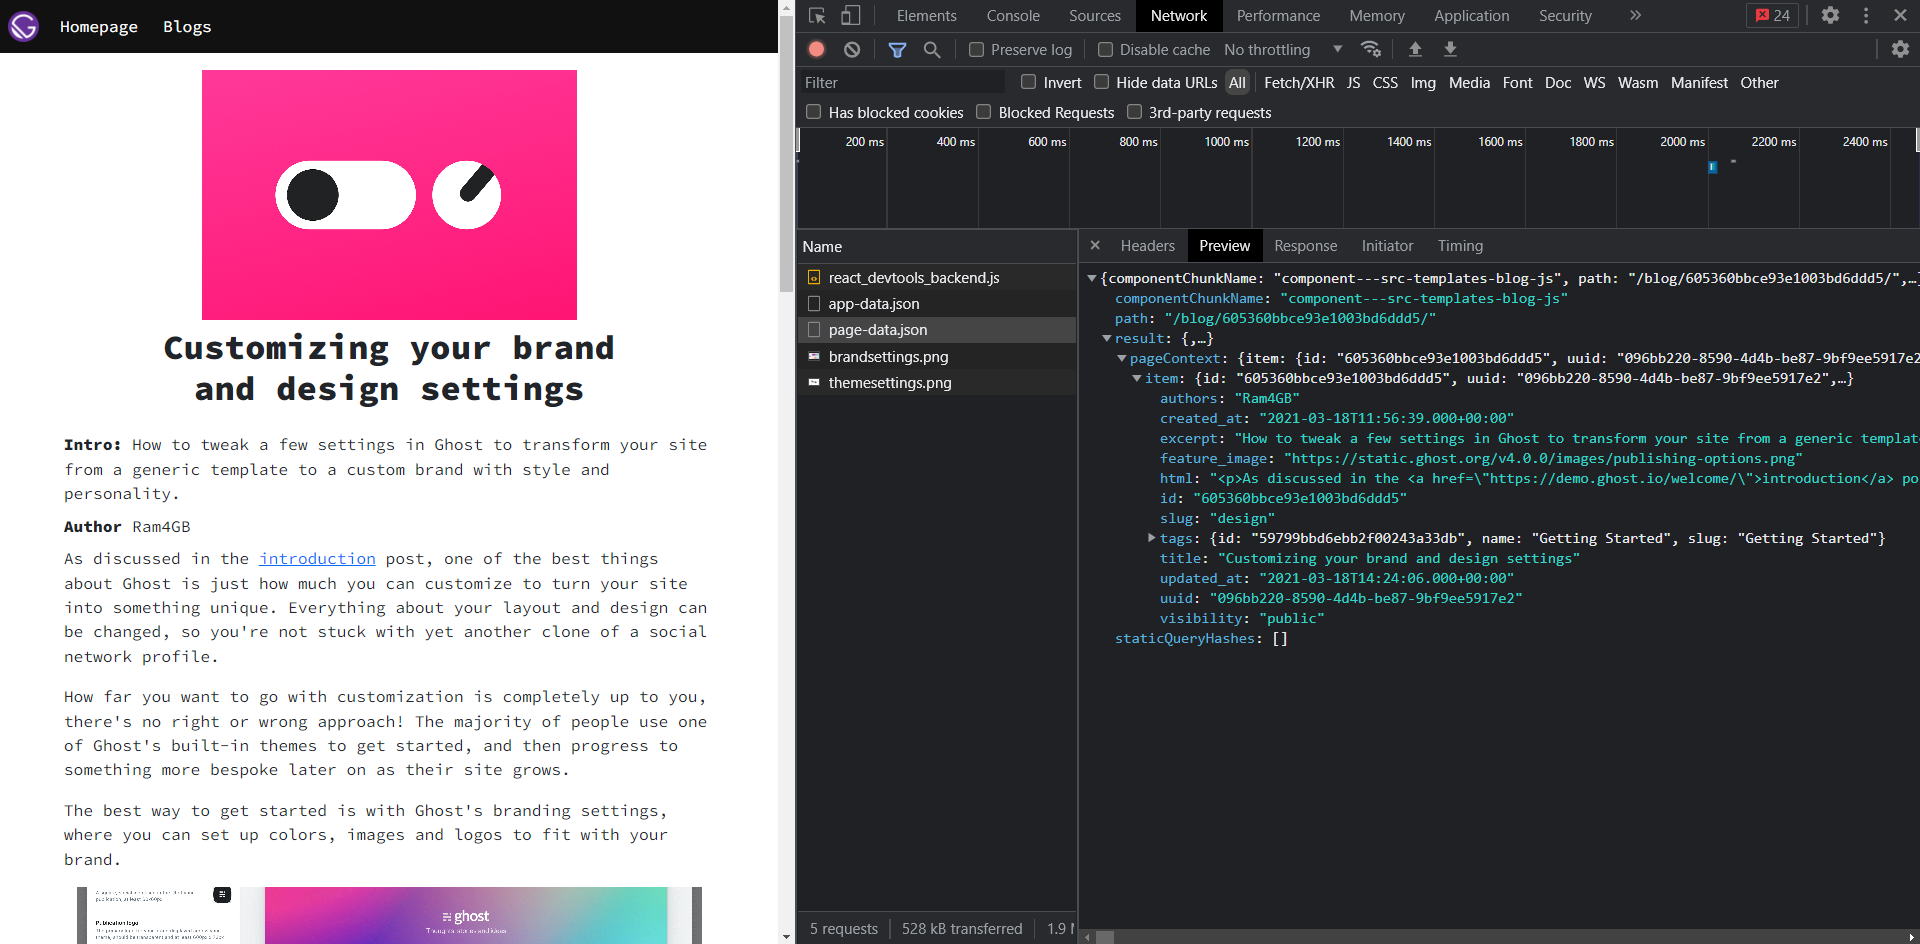 Homepage Blogs
Customizing your brand
and design settings
Intro: How to tweak a few settings in Ghost to transform your site
from a generic template to a custom brand with style and
personality.
Author Ram4GB
As discussed in the introduction post, one of the best things
about Ghost is just how much you can customize to turn your site
into something unique. Everything about your layout and design can
be changed, so you're not stuck with yet another clone of a social
network profile.
How far you want to go with customization is completely up to you,
there's no right or wrong approach! The majority of people use one
of Ghost's built-in themes to get started, and then progress to
something more bespoke later on as their site grows.
The best way to get started is with Ghost's branding settings,
where you can set up colors, images and logos to fit with your
brand.
Publication logo
ghost
Thoughts, stories and ideas
Elements Console Sources Network Performance Memory Application Security 24
Preserve log Disable cache No throttling
Filter Invert Hide data URLs All Fetch/XHR JS CSS Img Media Font Doc WS Wasm Manifest Other
Has blocked cookies Blocked Requests 3rd-party requests
200 ms 400 ms 600 ms 800 ms 1000 ms 1200 ms 1400 ms 1600 ms 1800 ms 2000 ms 2200 ms 2400 ms
Name
react_devtools_backend.js
app-data.json
page-data.json
brandsettings.png
themesettings.png
5 requests 528 kB transferred 1.9 M
Headers Preview Response Initiator Timing
{componentChunkName: "component---src-templates-blog-js", path: "/blog/605360bbce93e1003bd6ddd5/",…}
componentChunkName: "component---src-templates-blog-js"
path: "/blog/605360bbce93e1003bd6ddd5/"
result: {,…}
pageContext: {item: {id: "605360bbce93e1003bd6ddd5", uuid: "096bb220-8590-4d4b-be87-9bf9ee5917e2
item: {id: "605360bbce93e1003bd6ddd5", uuid: "096bb220-8590-4d4b-be87-9bf9ee5917e2",…}
authors: "Ram4GB"
created_at: "2021-03-18T11:56:39.000+00:00"
excerpt: "How to tweak a few settings in Ghost to transform your site from a generic templat
feature_image: "https://static.ghost.org/v4.0.0/images/publishing-options.png"
html: "<p>As discussed in the <a href=\"https://demo.ghost.io/welcome/\">introduction</a> po
id: "605360bbce93e1003bd6ddd5"
slug: "design"
tags: {id: "59799bbd6ebb2f00243a33db", name: "Getting Started", slug: "Getting Started"}
title: "Customizing your brand and design settings"
updated_at: "2021-03-18T14:24:06.000+00:00"
uuid: "096bb220-8590-4d4b-be87-9bf9ee5917e2"
visibility: "public"
staticQueryHashes: []